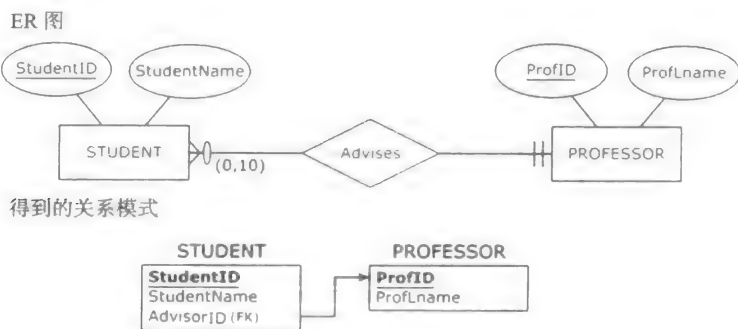 ER 图
StudentID
StudentName
ProfID
ProfLname
STUDENT
(0,10)
Advises
PROFESSOR
得到的关系模式
STUDENT
StudentID
StudentName
AdvisorID (FK)
PROFESSOR
ProfID
ProfLname